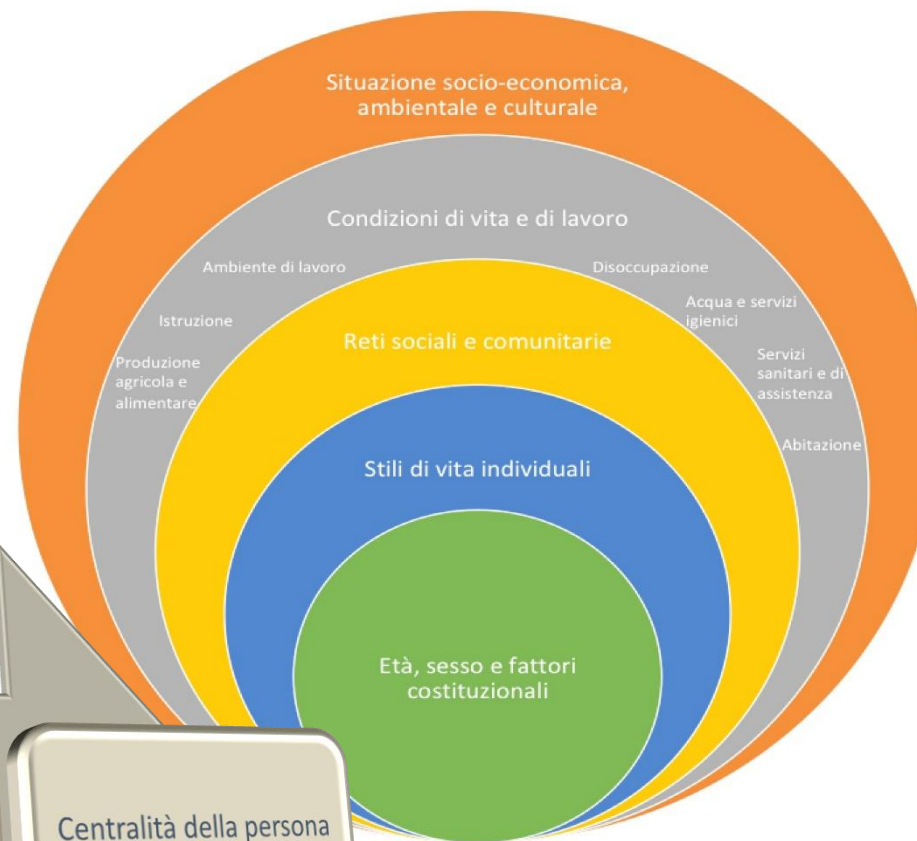 Situazione socio-economica,
ambientale e culturale
Condizioni di vita e di lavoro
Ambiente di lavoro
Disoccupazione
Istruzione
Acqua e servizi
igienici
Reti sociali e comunitarie
Produzione
agricola e
alimentare
Servizi
sanitari e di
assistenza
Abitazione
Stili di vita individuali
Età, sesso e fattori
costituzionali
Centralità della persona